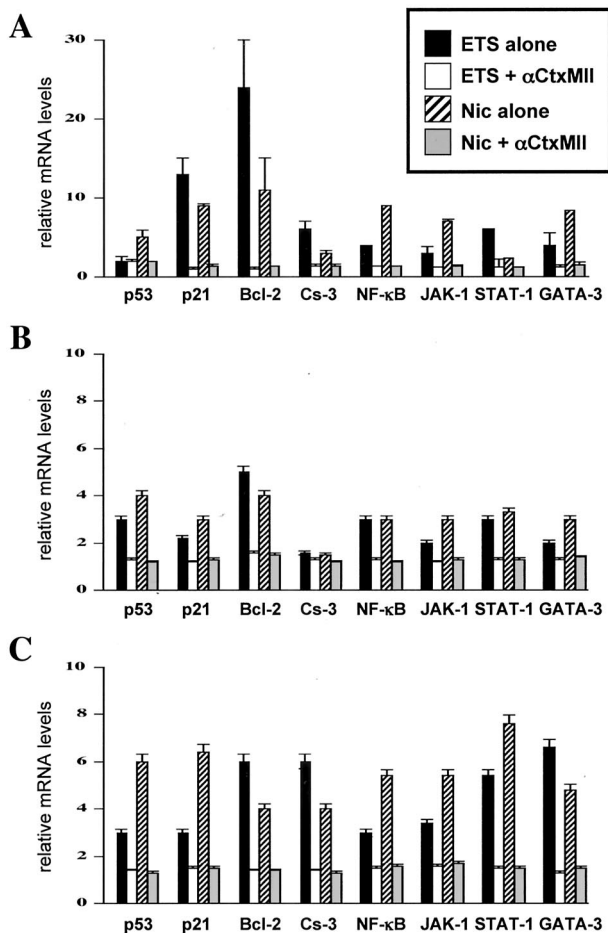 A
ETS alone
ETS + αCtxMII
Nic alone
Nic + αCtxMII
relative mRNA levels
30
20
10
0
p53 p21 Bcl-2 Cs-3 NF-κB JAK-1 STAT-1 GATA-3
B
relative mRNA levels
10
8
6
4
2
0
p53 p21 Bcl-2 Cs-3 NF-κB JAK-1 STAT-1 GATA-3
C
relative mRNA levels
10
8
6
4
2
0
p53 p21 Bcl-2 Cs-3 NF-κB JAK-1 STAT-1 GATA-3